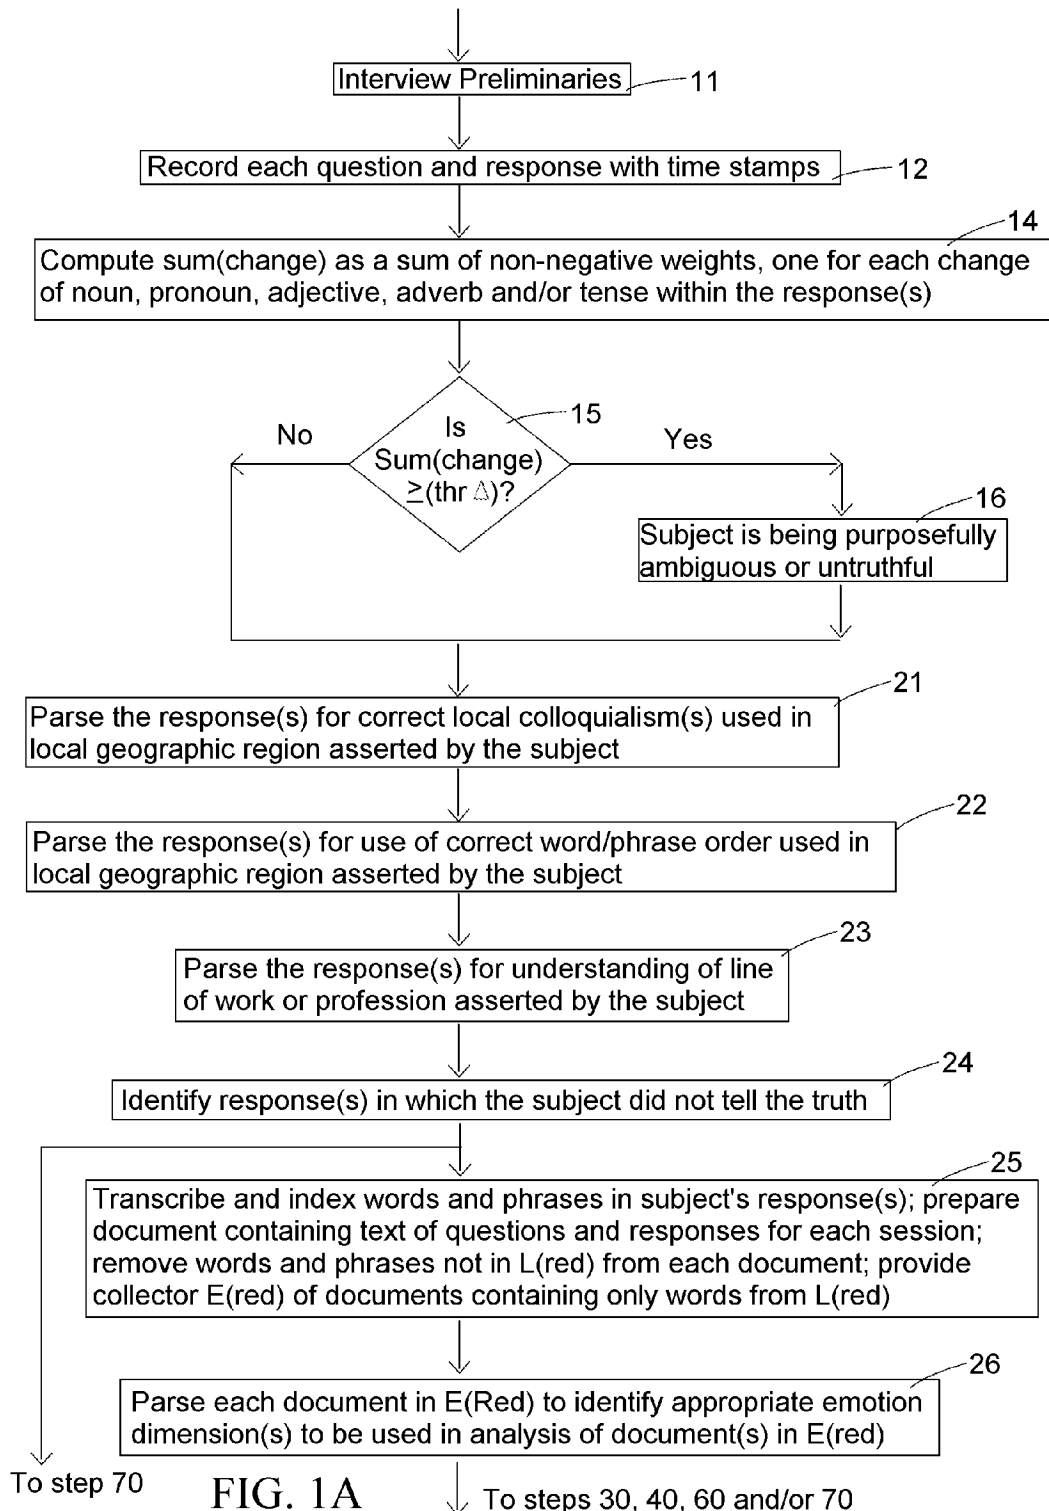 Interview Preliminaries
11
Record each question and response with time stamps
12
14
Compute sum(change) as a sum of non-negative weights, one for each change
of noun, pronoun, adjective, adverb and/or tense within the response(s)
15
No
Is
Yes
Sum(change)
≥(thr Δ)?
16
Subject is being purposefully
ambiguous or untruthful
21
Parse the response(s) for correct local colloquialism(s) used in
local geographic region asserted by the subject
22
Parse the response(s) for use of correct word/phrase order used in
local geographic region asserted by the subject
23
Parse the response(s) for understanding of line
of work or profession asserted by the subject
24
Identify response(s) in which the subject did not tell the truth
25
Transcribe and index words and phrases in subject's response(s); prepare
document containing text of questions and responses for each session;
remove words and phrases not in L(red) from each document; provide
collector E(red) of documents containing only words from L(red)
26
Parse each document in E(Red) to identify appropriate emotion
dimension(s) to be used in analysis of document(s) in E(red)
To step 70
FIG. 1A
To steps 30, 40, 60 and/or 70